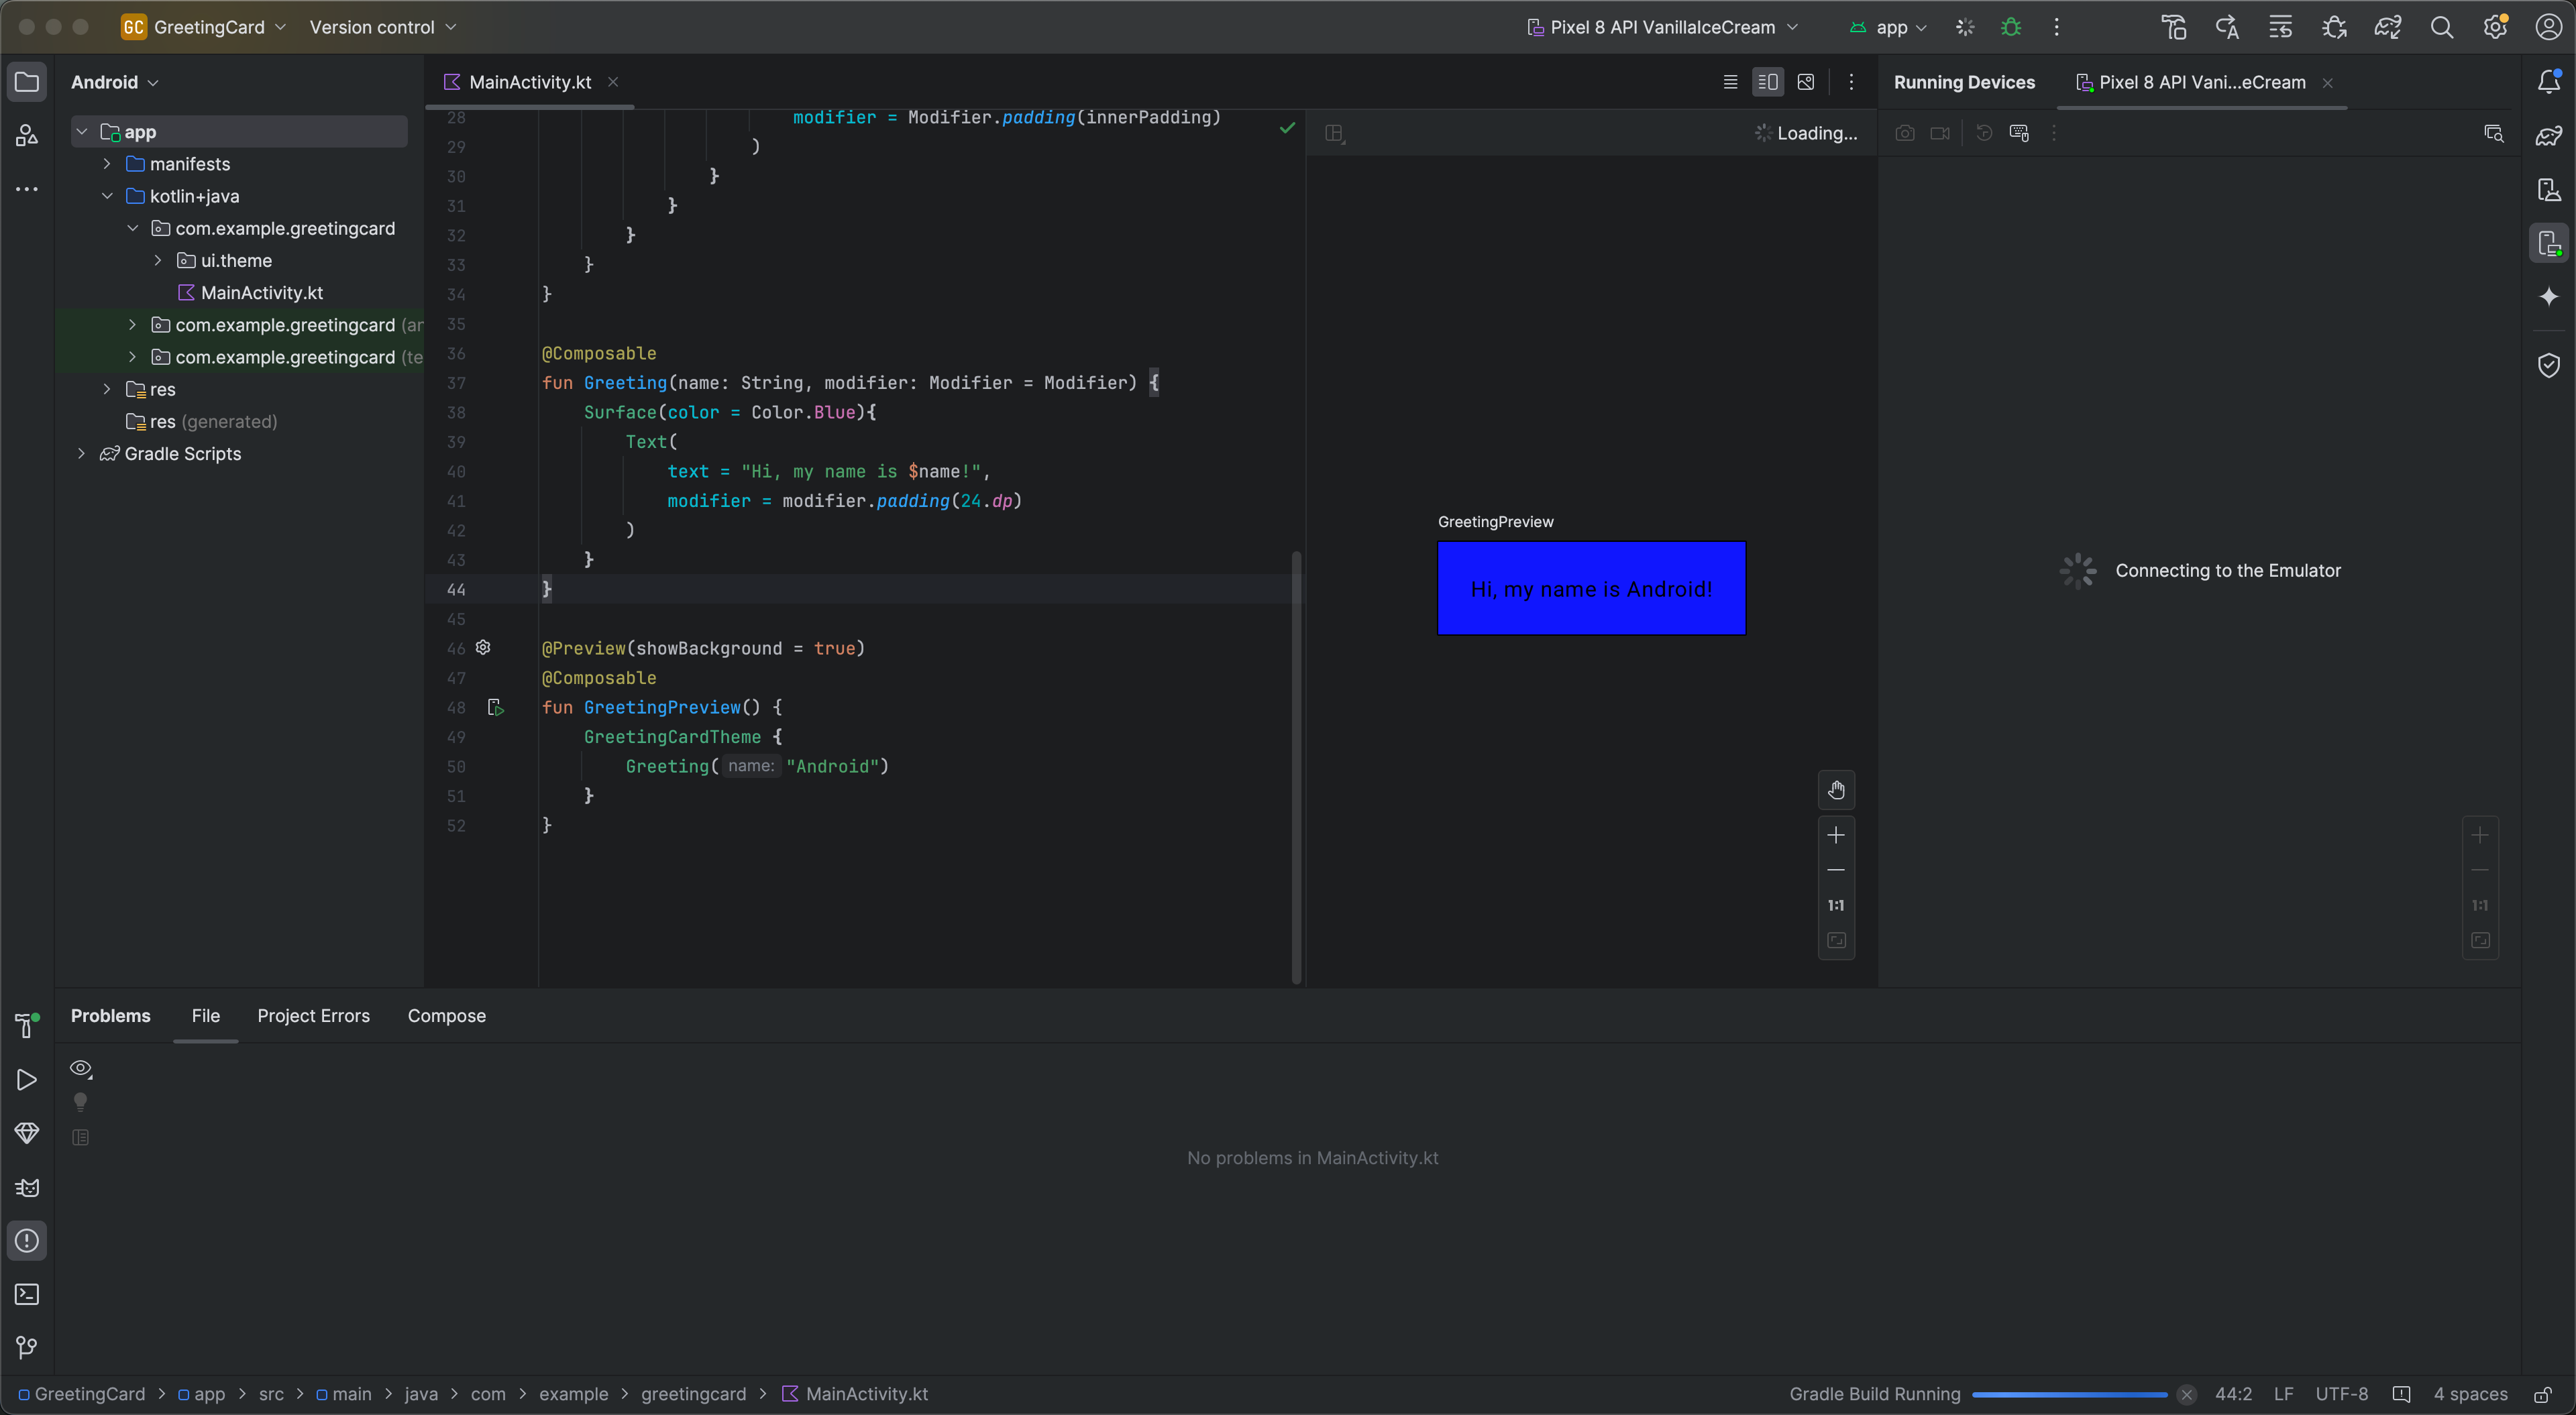 GC GreetingCard Version control Pixel 8 API VanillaIceCream app
Android
app
manifests
kotlin+java
com.example.greetingcard
ui.theme
MainActivity.kt
com.example.greetingcard (an
com.example.greetingcard (te
res
res (generated)
Gradle Scripts
MainActivity.kt
28 modifier = Modifier.padding(innerPadding)
29 )
30 }
31 }
32 }
33 }
34 }
35
36 @Composable
37 fun Greeting(name: String, modifier: Modifier = Modifier) {
38 Surface(color = Color.Blue){
39 Text(
40 text = "Hi, my name is $name!",
41 modifier = modifier.padding(24.dp)
42 )
43 }
44 }
45
46 @Preview(showBackground = true)
47 @Composable
48 fun GreetingPreview() {
49 GreetingCardTheme {
50 Greeting( name: "Android")
51 }
52 }
Loading...
GreetingPreview
Hi, my name is Android!
1:1
Running Devices Pixel 8 API Vani...eCream
Connecting to the Emulator
1:1
Problems File Project Errors Compose
No problems in MainActivity.kt
GreetingCard > app > src > main > java > com > example > greetingcard > MainActivity.kt Gradle Build Running 44:2 LF UTF-8 4 spaces